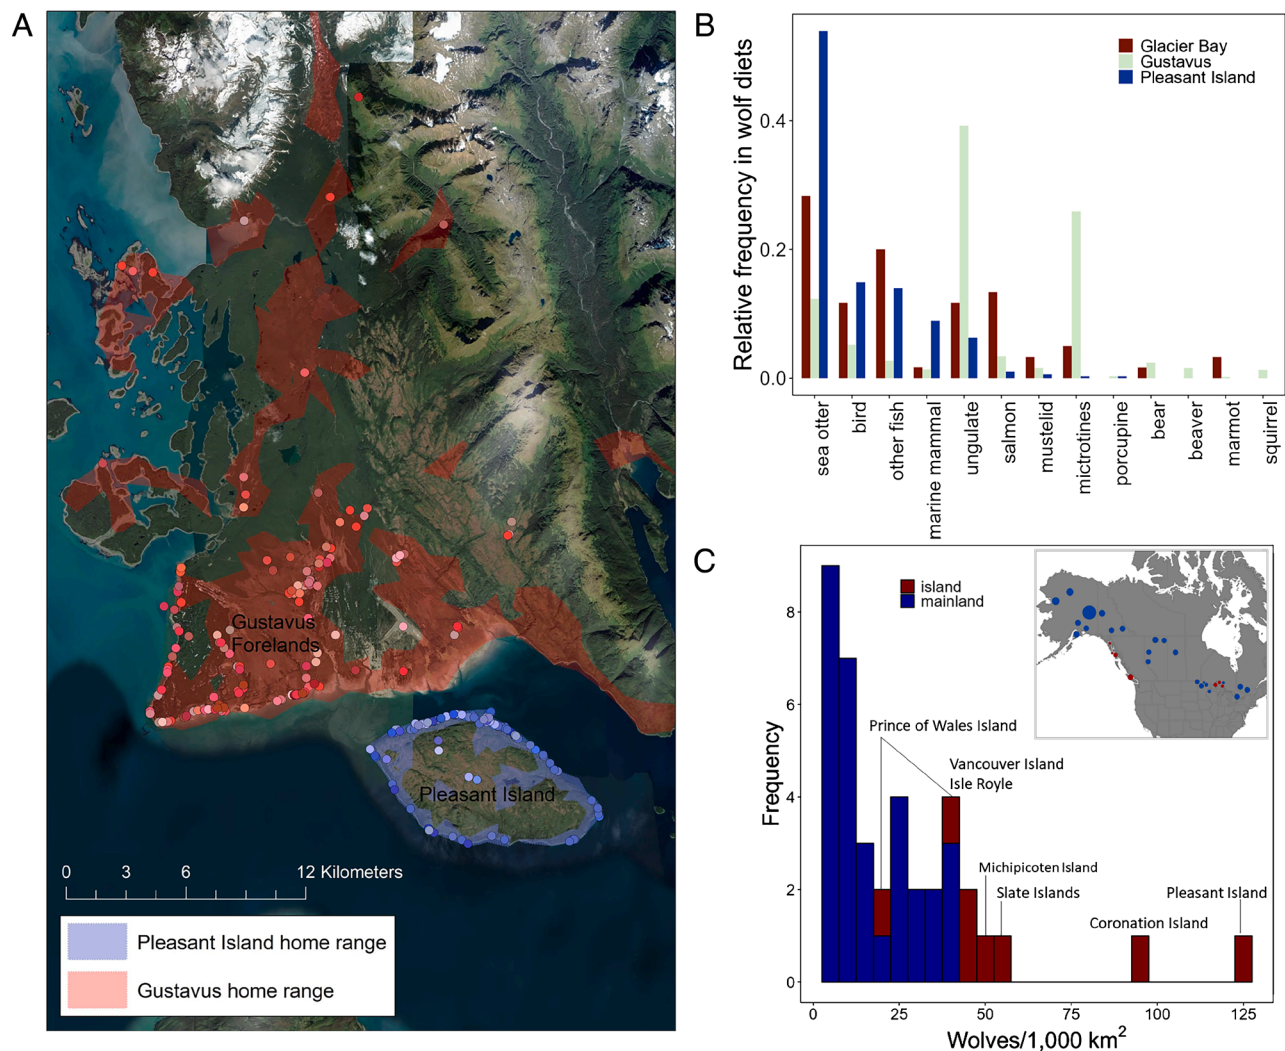 A
Gustavus
Forelands
Pleasant Island
0 3 6 12 Kilometers
Pleasant Island home range
Gustavus home range
B
Relative frequency in wolf diets
0.4
0.2
0.0
Glacier Bay
Gustavus
Pleasant Island
sea otter
bird
other fish
marine mammal
ungulate
salmon
mustelid
mictrotines
porcupine
bear
beaver
marmot
squirrel
C
Frequency
8
6
4
2
0
island
mainland
Prince of Wales Island
Vancouver Island
Isle Royle
Michipicoten Island
Slate Islands
Coronation Island
Pleasant Island
0 25 50 75 100 125
Wolves/1,000 km²